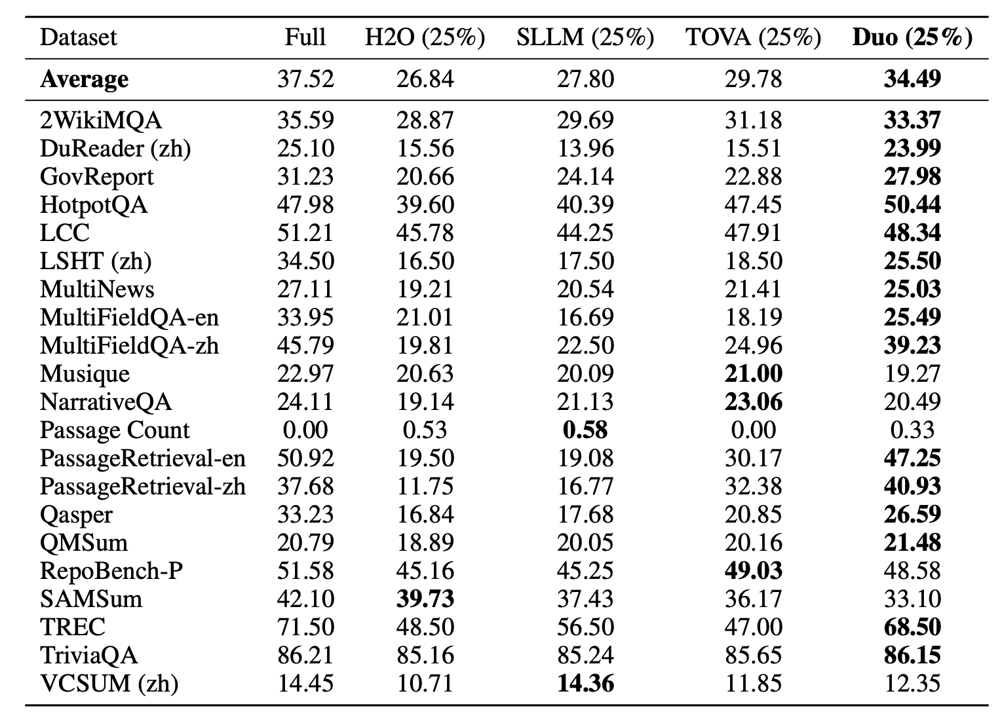 Dataset Full H2O (25%) SLLM (25%) TOVA (25%) Duo (25%)
Average 37.52 26.84 27.80 29.78 34.49
2WikiMQA 35.59 28.87 29.69 31.18 33.37
DuReader (zh) 25.10 15.56 13.96 15.51 23.99
GovReport 31.23 20.66 24.14 22.88 27.98
HotpotQA 47.98 39.60 40.39 47.45 50.44
LCC 51.21 45.78 44.25 47.91 48.34
LSHT (zh) 34.50 16.50 17.50 18.50 25.50
MultiNews 27.11 19.21 20.54 21.41 25.03
MultiFieldQA-en 33.95 21.01 16.69 18.19 25.49
MultiFieldQA-zh 45.79 19.81 22.50 24.96 39.23
Musique 22.97 20.63 20.09 21.00 19.27
NarrativeQA 24.11 19.14 21.13 23.06 20.49
Passage Count 0.00 0.53 0.58 0.00 0.33
PassageRetrieval-en 50.92 19.50 19.08 30.17 47.25
PassageRetrieval-zh 37.68 11.75 16.77 32.38 40.93
Qasper 33.23 16.84 17.68 20.85 26.59
QMSum 20.79 18.89 20.05 20.16 21.48
RepoBench-P 51.58 45.16 45.25 49.03 48.58
SAMSum 42.10 39.73 37.43 36.17 33.10
TREC 71.50 48.50 56.50 47.00 68.50
TriviaQA 86.21 85.16 85.24 85.65 86.15
VCSUM (zh) 14.45 10.71 14.36 11.85 12.35